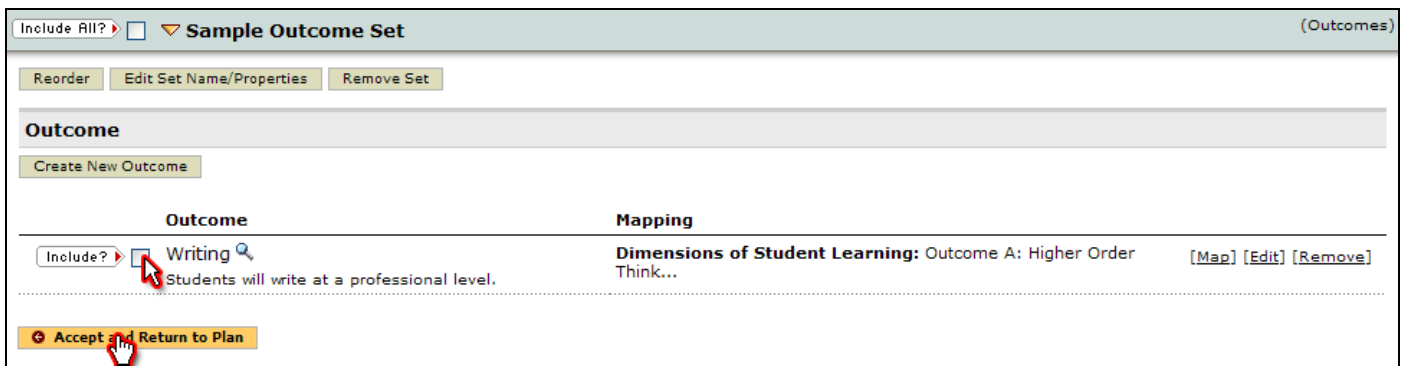 Include All? Sample Outcome Set (Outcomes)
Reorder Edit Set Name/Properties Remove Set
Outcome
Create New Outcome
Outcome Mapping
Include? Writing Dimensions of Student Learning: Outcome A: Higher Order [Map] [Edit] [Remove]
Students will write at a professional level. Think...
Accept and Return to Plan